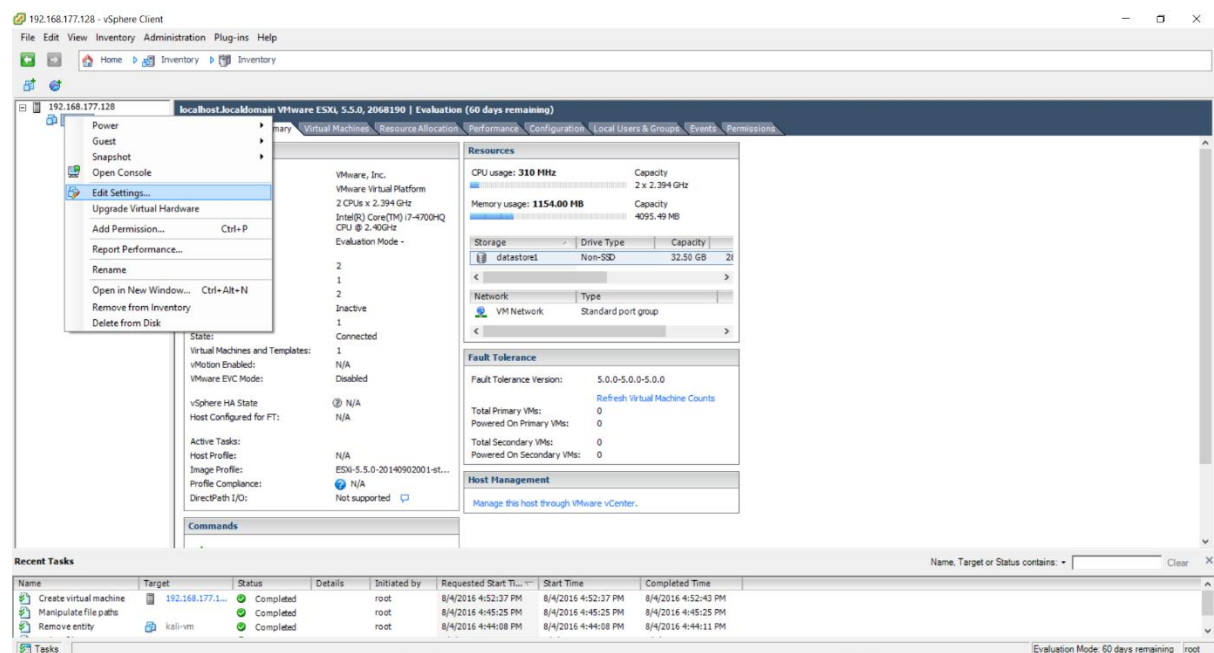 192.168.177.128 - vSphere Client
File Edit View Inventory Administration Plug-ins Help
Home Inventory Inventory
192.168.177.128
localhost.localdomain VMware ESXi, 5.5.0, 2068190 | Evaluation (60 days remaining)
mary Virtual Machines Resource Allocation Performance Configuration Local Users & Groups Events Permissions
Power
Guest
Snapshot
Open Console
Edit Settings...
Upgrade Virtual Hardware
Add Permission... Ctrl+P
Report Performance...
Rename
Open in New Window... Ctrl+Alt+N
Remove from Inventory
Delete from Disk
VMware, Inc.
VMware Virtual Platform
2 CPUs x 2.394 GHz
Intel(R) Core(TM) i7-4700HQ
CPU @ 2.40GHz
Evaluation Mode -
2
1
2
Inactive
1
State: Connected
Virtual Machines and Templates: 1
vMotion Enabled: N/A
VMware EVC Mode: Disabled
vSphere HA State N/A
Host Configured for FT: N/A
Active Tasks:
Host Profile: N/A
Image Profile: ESXi-5.5.0-20140902001-st...
Profile Compliance: N/A
DirectPath I/O: Not supported
Commands
Resources
CPU usage: 310 MHz Capacity
2 x 2.394 GHz
Memory usage: 1154.00 MB Capacity
4095.49 MB
Storage Drive Type Capacity
datastore1 Non-SSD 32.50 GB 28
Network Type
VM Network Standard port group
Fault Tolerance
Fault Tolerance Version: 5.0.0-5.0.0-5.0.0
Refresh Virtual Machine Counts
Total Primary VMs: 0
Powered On Primary VMs: 0
Total Secondary VMs: 0
Powered On Secondary VMs: 0
Host Management
Manage this host through VMware vCenter.
Recent Tasks Name, Target or Status contains: Clear
Name Target Status Details Initiated by Requested Start Ti... Start Time Completed Time
Create virtual machine 192.168.177.1... Completed root 8/4/2016 4:52:37 PM 8/4/2016 4:52:37 PM 8/4/2016 4:52:43 PM
Manipulate file paths Completed root 8/4/2016 4:45:25 PM 8/4/2016 4:45:25 PM 8/4/2016 4:45:25 PM
Remove entity kali-vm Completed root 8/4/2016 4:44:08 PM 8/4/2016 4:44:08 PM 8/4/2016 4:44:11 PM
Tasks Evaluation Mode: 60 days remaining root